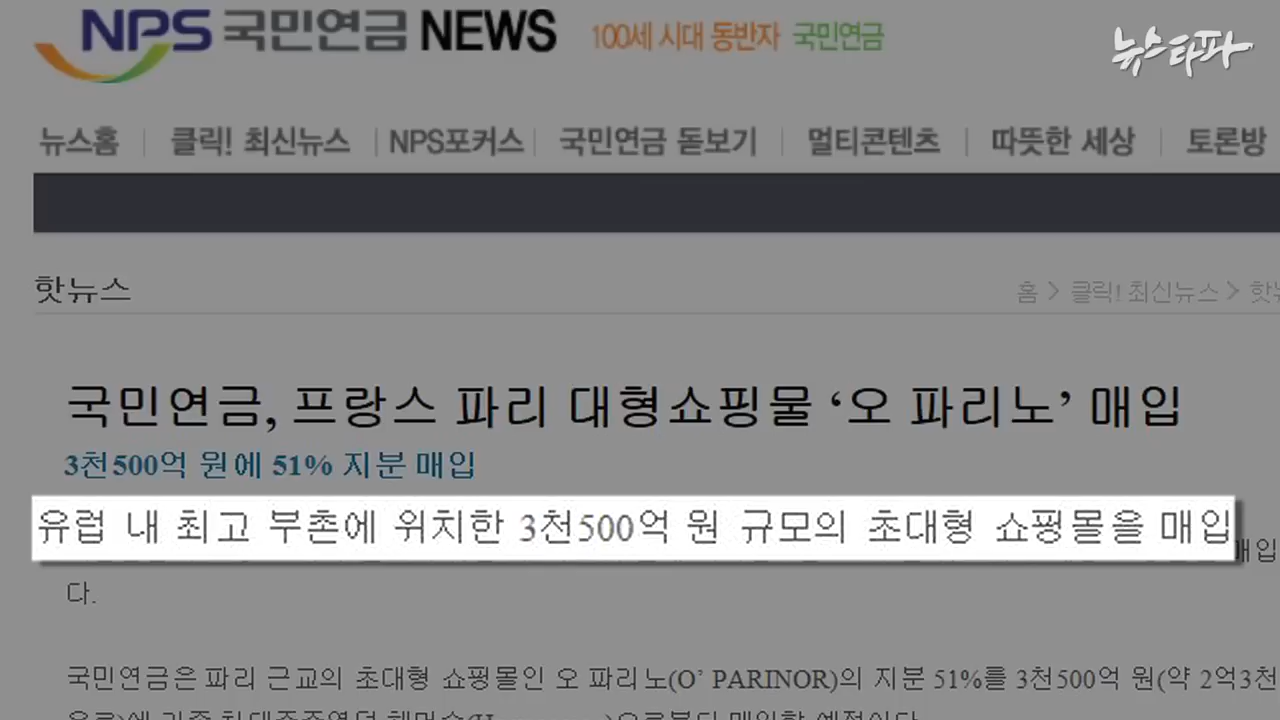 NPS 국민연금 NEWS 100세 시대 동반자 국민연금
뉴스타파
뉴스홈 클릭! 최신뉴스 NPS포커스 국민연금 돋보기 멀티콘텐츠 따뜻한 세상 토론방
핫뉴스
홈 > 클릭! 최신뉴스 >
국민연금, 프랑스 파리 대형쇼핑물 ‘오 파리노’ 매입
3천500억 원에 51% 지분 매입
유럽 내 최고 부촌에 위치한 3천500억 원 규모의 초대형 쇼핑몰을 매입
매입
다.
국민연금은 파리 근교의 초대형 쇼핑몰인 오 파리노(O’ PARINOR)의 지분 51%를 3천500억 원(약 2억3천